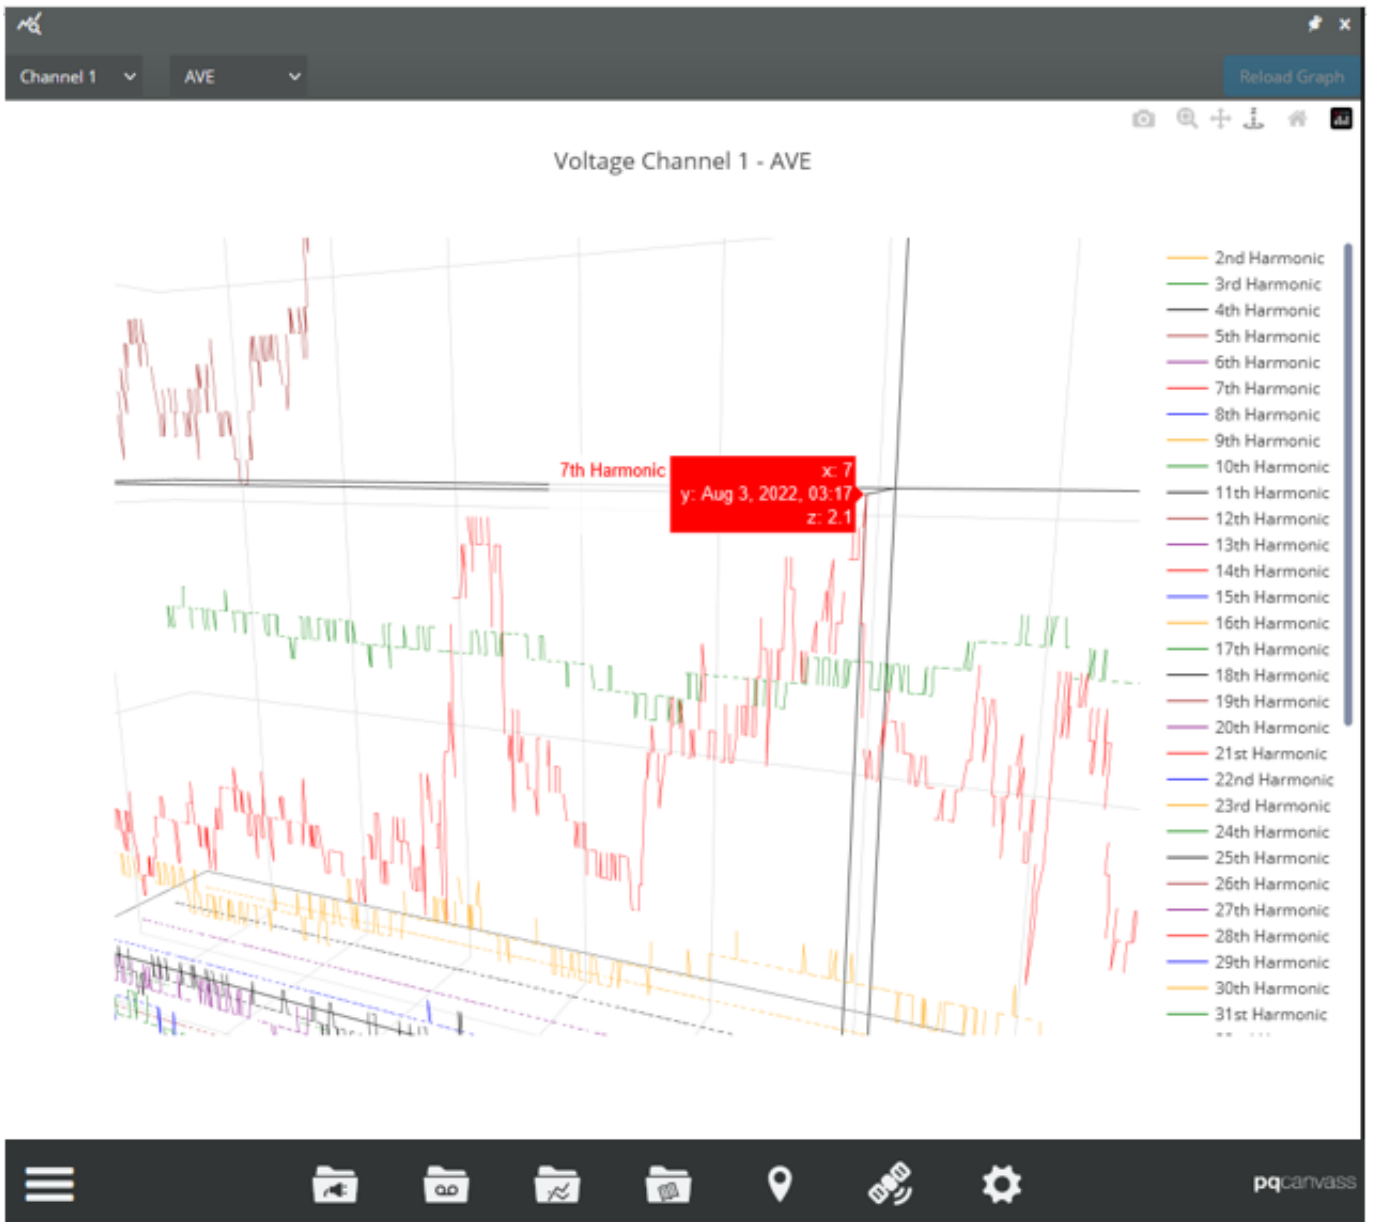 Channel 1
AVE
Reload Graph
Voltage Channel 1 - AVE
7th Harmonic
x: 7
y: Aug 3, 2022, 03:17
z: 2.1
2nd Harmonic
3rd Harmonic
4th Harmonic
5th Harmonic
6th Harmonic
7th Harmonic
8th Harmonic
9th Harmonic
10th Harmonic
11th Harmonic
12th Harmonic
13th Harmonic
14th Harmonic
15th Harmonic
16th Harmonic
17th Harmonic
18th Harmonic
19th Harmonic
20th Harmonic
21st Harmonic
22nd Harmonic
23rd Harmonic
24th Harmonic
25th Harmonic
26th Harmonic
27th Harmonic
28th Harmonic
29th Harmonic
30th Harmonic
31st Harmonic
pqcanvass